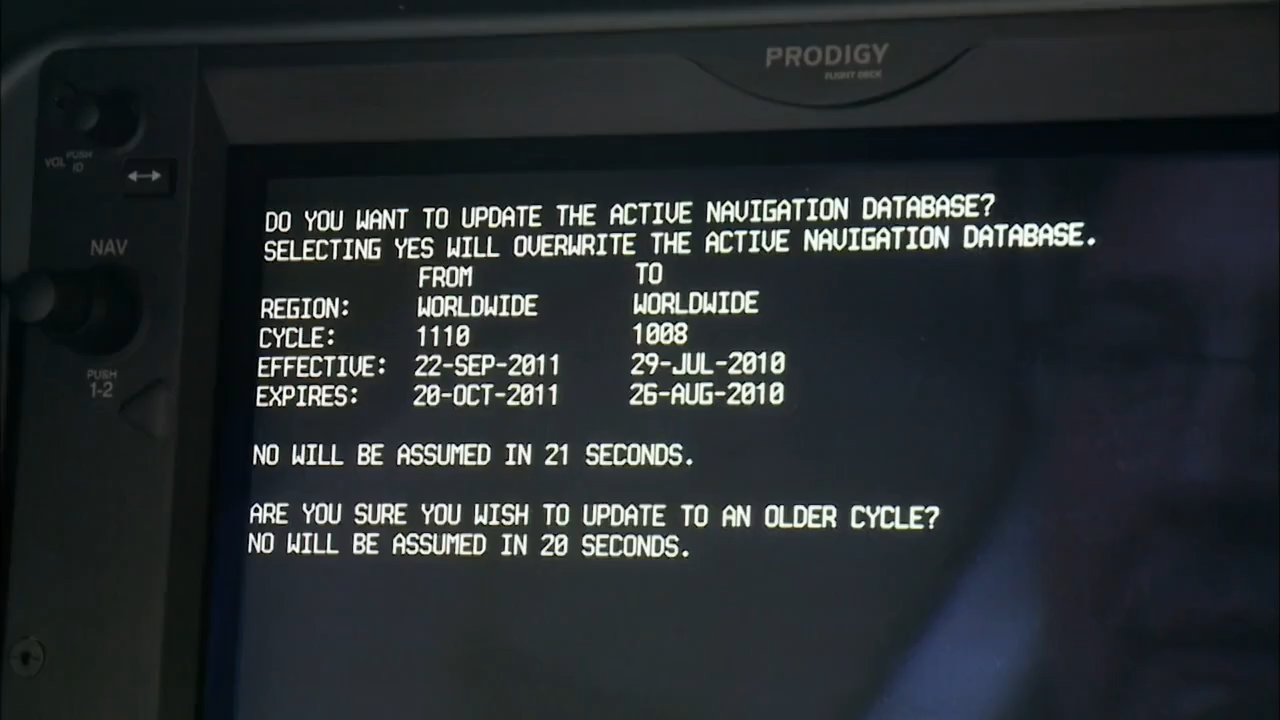 PRODIGY
FLIGHT DECK
VOL PUSH ID
NAV
PUSH
1-2
DO YOU WANT TO UPDATE THE ACTIVE NAVIGATION DATABASE?
SELECTING YES WILL OVERWRITE THE ACTIVE NAVIGATION DATABASE.
FROM TO
REGION: WORLDWIDE WORLDWIDE
CYCLE: 1110 1008
EFFECTIVE: 22-SEP-2011 29-JUL-2010
EXPIRES: 20-OCT-2011 26-AUG-2010
NO WILL BE ASSUMED IN 21 SECONDS.
ARE YOU SURE YOU WISH TO UPDATE TO AN OLDER CYCLE?
NO WILL BE ASSUMED IN 20 SECONDS.